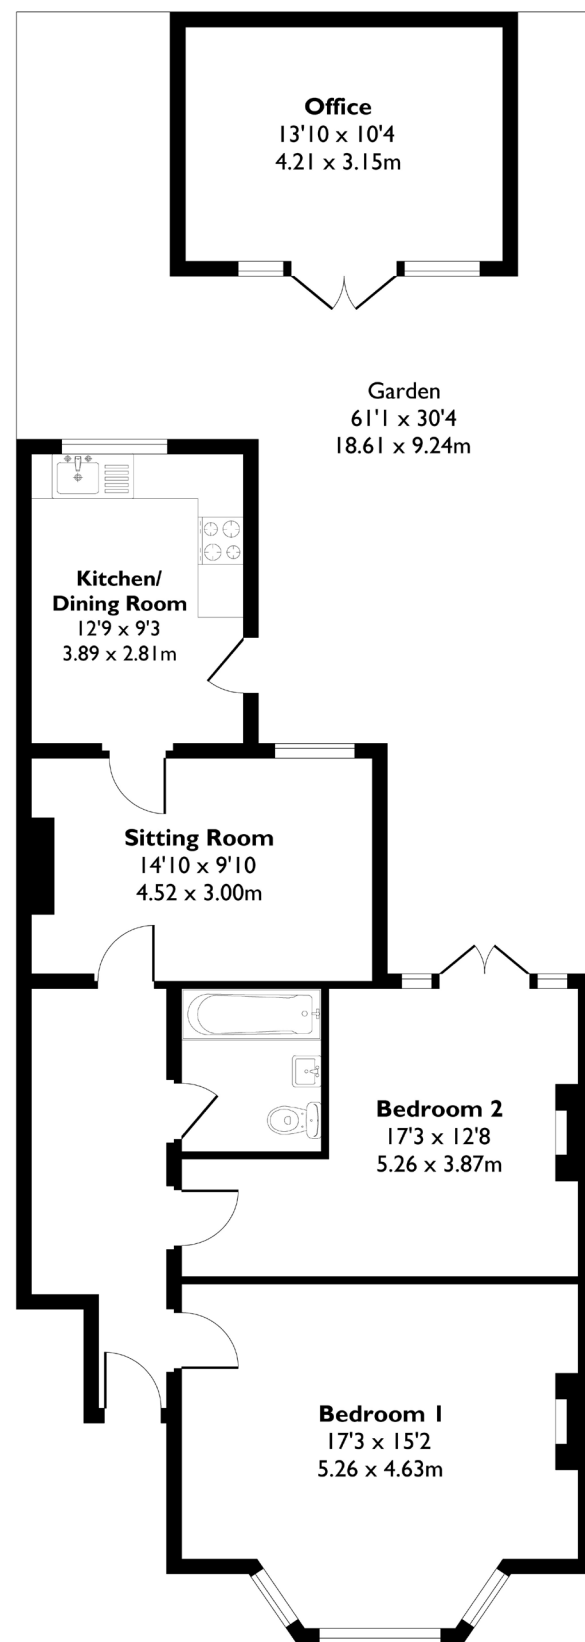 Office
13'10 x 10'4
4.21 x 3.15m
Garden
61'1 x 30'4
18.61 x 9.24m
Kitchen/
Dining Room
12'9 x 9'3
3.89 x 2.81m
Sitting Room
14'10 x 9'10
4.52 x 3.00m
Bedroom 2
17'3 x 12'8
5.26 x 3.87m
Bedroom 1
17'3 x 15'2
5.26 x 4.63m